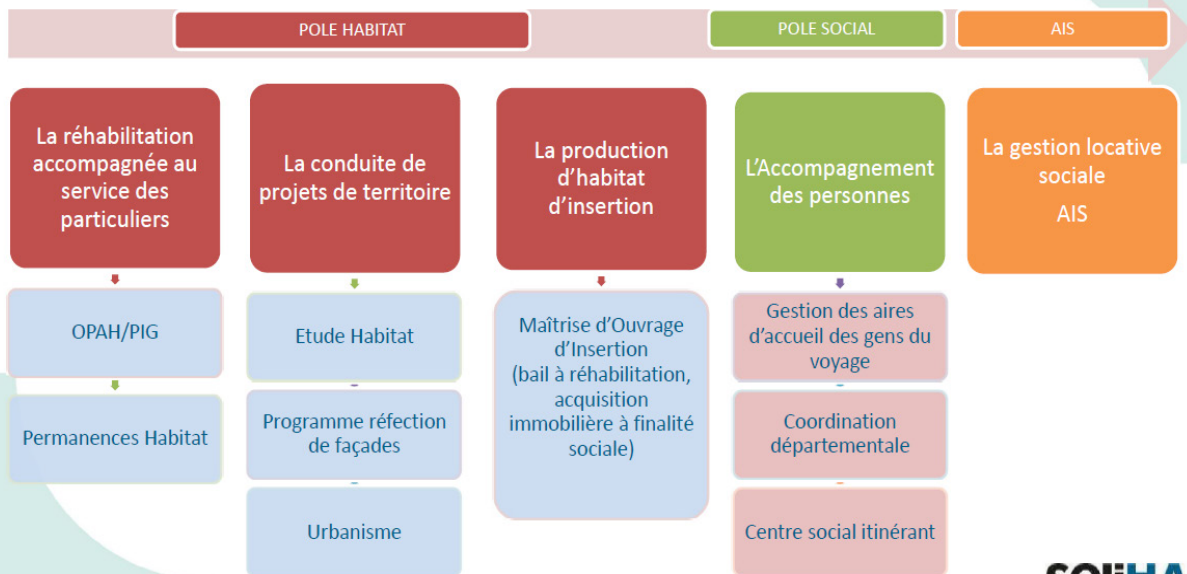 POLE HABITAT
POLE SOCIAL
AIS
La réhabilitation
accompagnée au
service des
particuliers
La conduite de
projets de territoire
La production
d'habitat
d'insertion
L'Accompagnement
des personnes
La gestion locative
sociale
AIS
OPAH/PIG
Permanences Habitat
Etude Habitat
Programme réfection
de façades
Urbanisme
Maîtrise d'Ouvrage
d'Insertion
(bail à réhabilitation,
acquisition
immobilière à finalité
sociale)
Gestion des aires
d'accueil des gens du
voyage
Coordination
départementale
Centre social itinérant